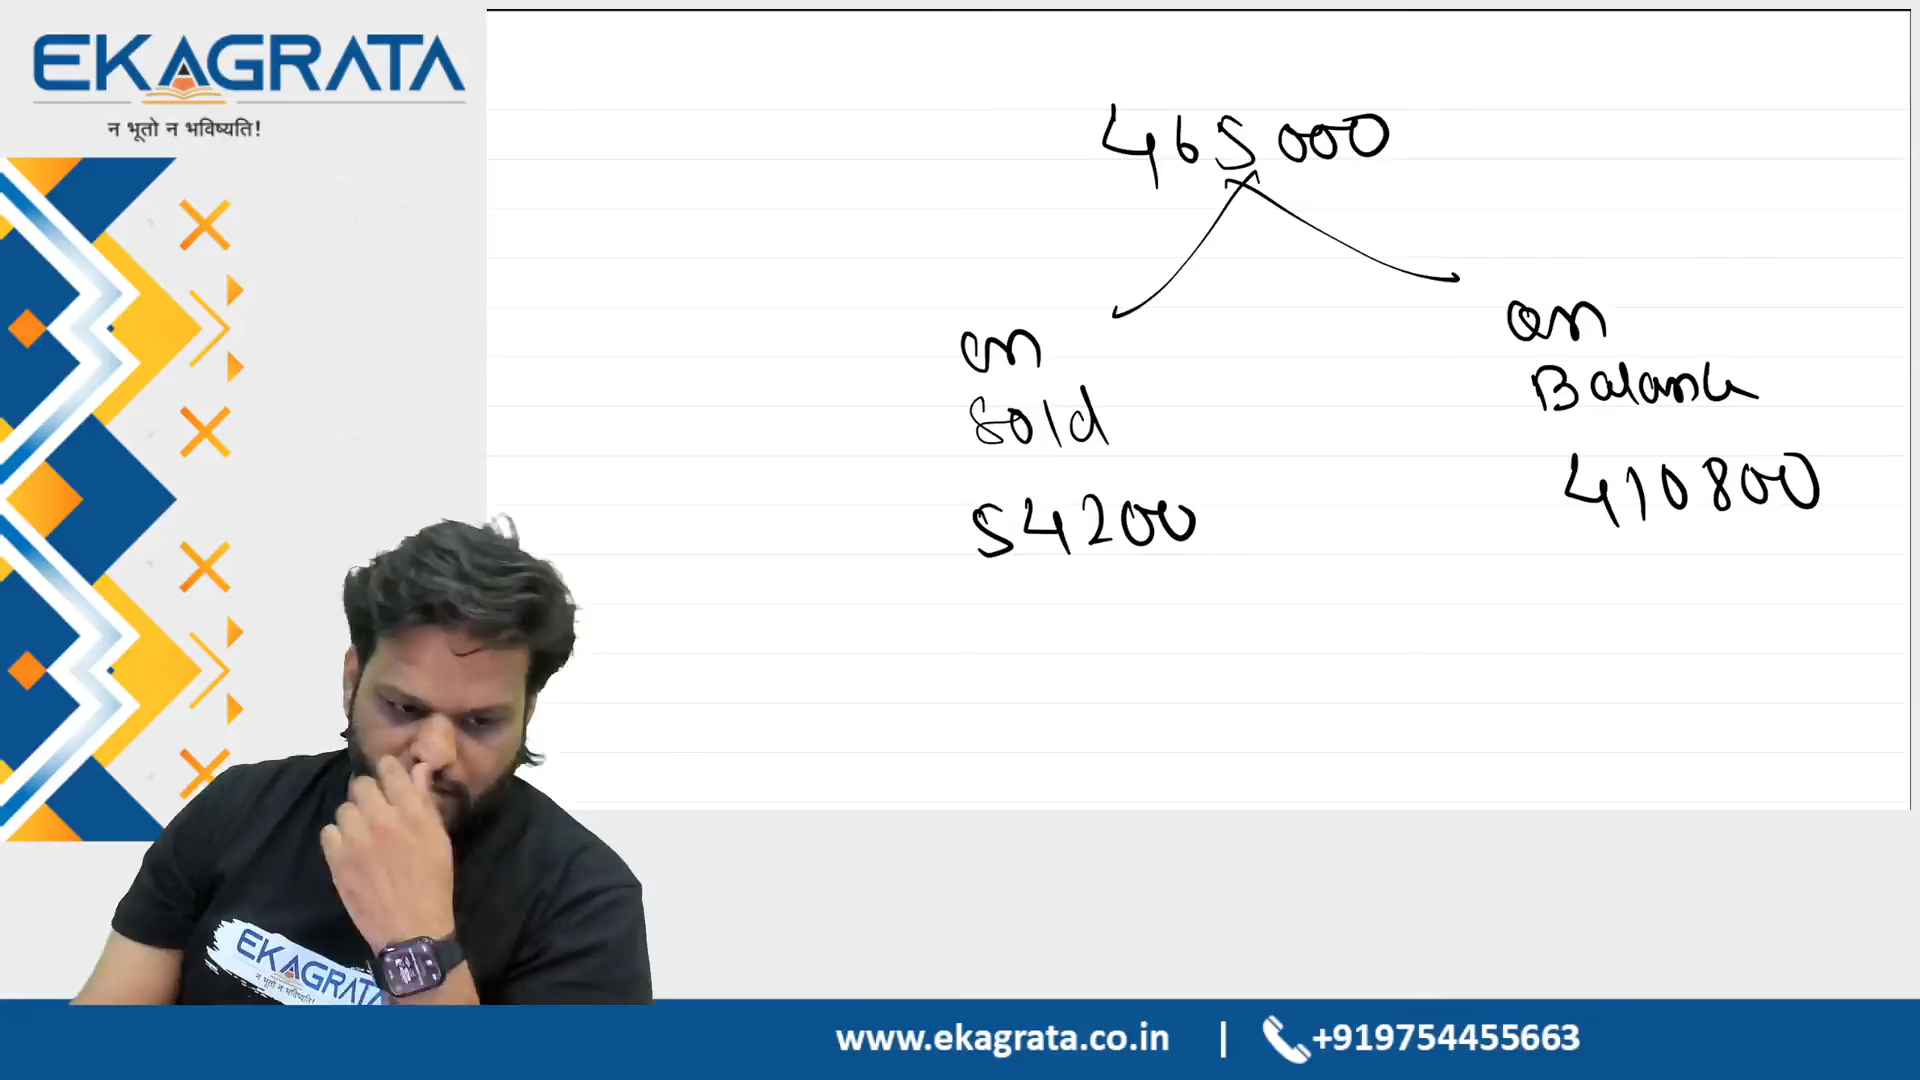 EKAGRATA
न भूतो न भविष्यति!
465000
on
sold
54200
on
Balance
410800
EKAGRATA
न भूतो न भविष्यति!
www.ekagrata.co.in | +919754455663